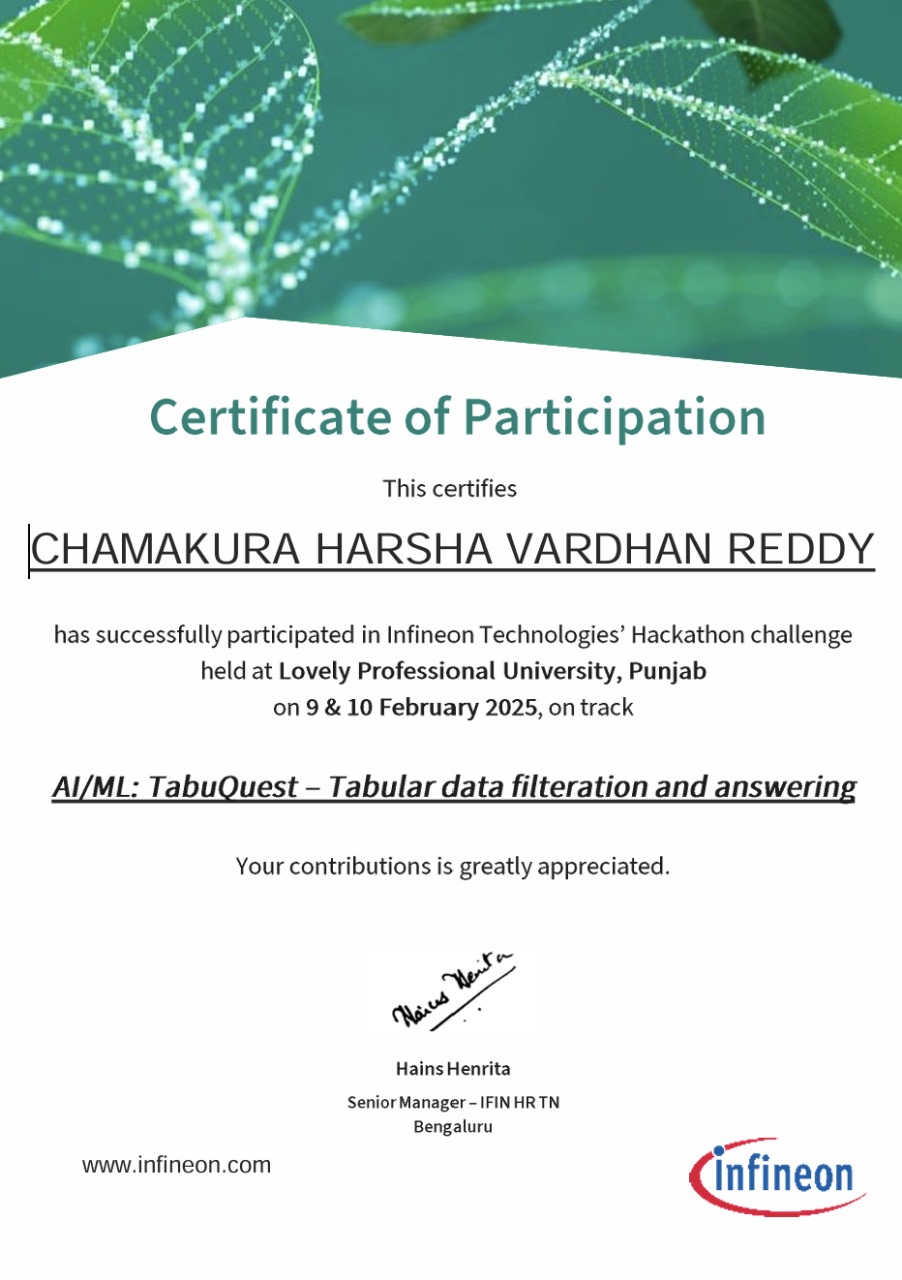 Certificate of Participation
This certifies
CHAMAKURA HARSHA VARDHAN REDDY
has successfully participated in Infineon Technologies’ Hackathon challenge
held at Lovely Professional University, Punjab
on 9 & 10 February 2025, on track
AI/ML: TabuQuest – Tabular data filteration and answering
Your contributions is greatly appreciated.
Hains Henrita
Hains Henrita
Senior Manager – IFIN HR TN
Bengaluru
www.infineon.com
infineon